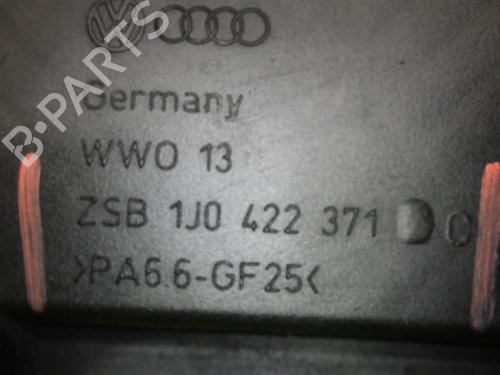 B-PARTS
Germany
WWO 13
ZSB 1J0 422 371 C
>PA6.6-GF25<